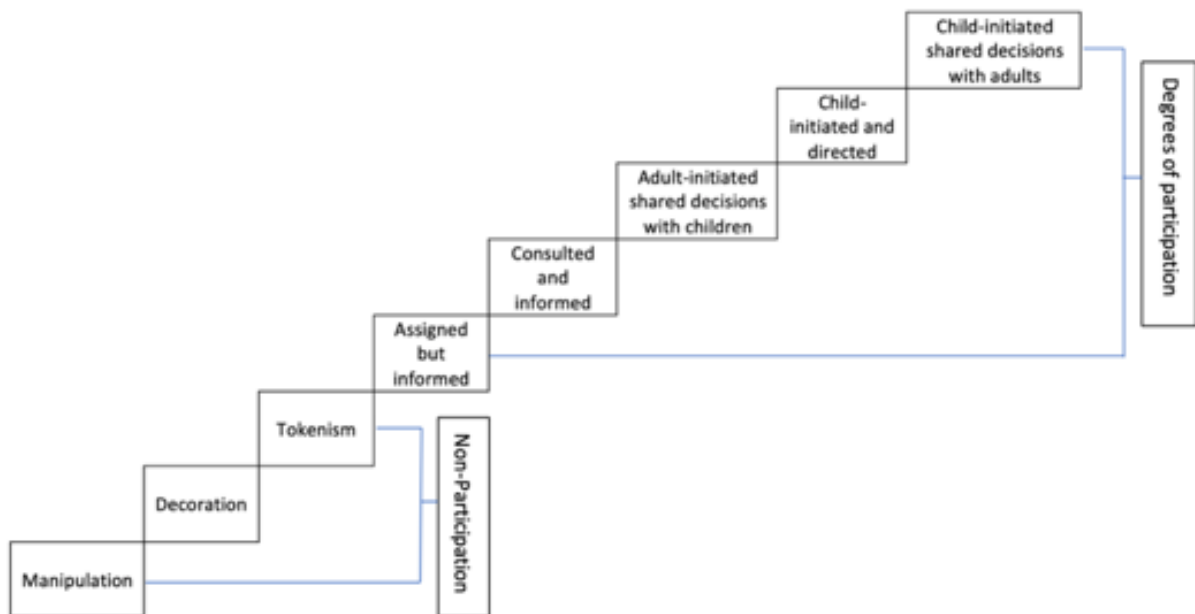 Child-initiated
shared decisions
with adults
Child-
initiated and
directed
Adult-initiated
shared decisions
with children
Consulted
and
informed
Assigned
but
informed
Tokenism
Decoration
Manipulation
Degrees of participation
Non-Participation